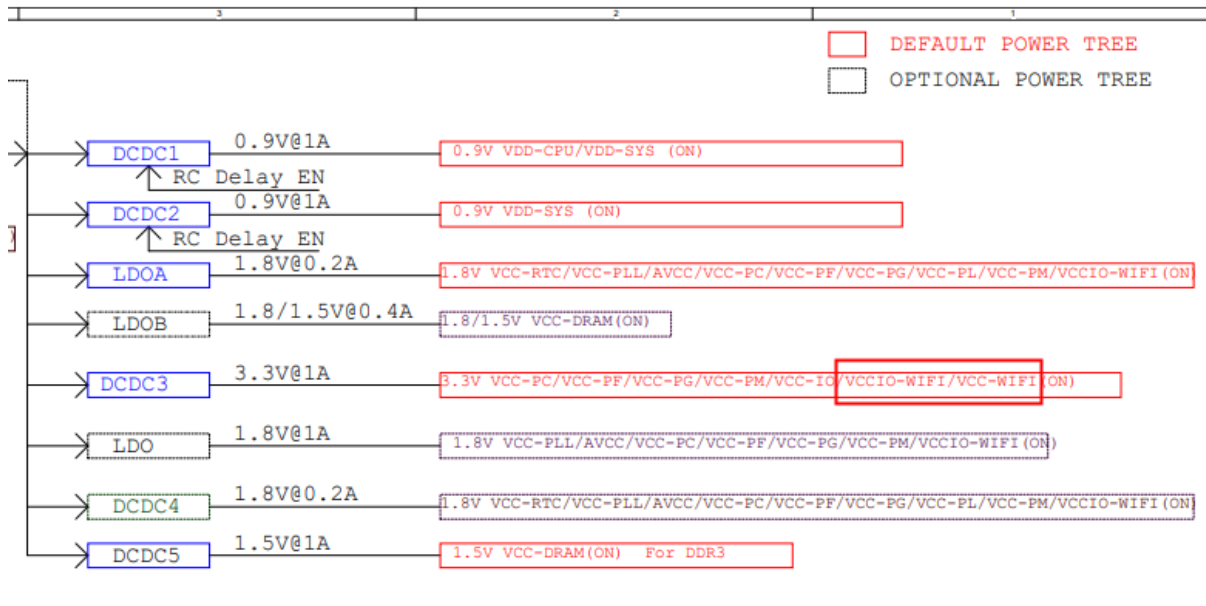 3 2 1
DEFAULT POWER TREE
OPTIONAL POWER TREE
DCDC1 0.9V@1A 0.9V VDD-CPU/VDD-SYS (ON)
RC Delay EN
DCDC2 0.9V@1A 0.9V VDD-SYS (ON)
RC Delay EN
LDOA 1.8V@0.2A 1.8V VCC-RTC/VCC-PLL/AVCC/VCC-PC/VCC-PF/VCC-PG/VCC-PL/VCC-PM/VCCIO-WIFI(ON)
LDOB 1.8/1.5V@0.4A 1.8/1.5V VCC-DRAM(ON)
DCDC3 3.3V@1A 3.3V VCC-PC/VCC-PF/VCC-PG/VCC-PM/VCC-IO/VCCIO-WIFI/VCC-WIFI(ON)
LDO 1.8V@1A 1.8V VCC-PLL/AVCC/VCC-PC/VCC-PF/VCC-PG/VCC-PM/VCCIO-WIFI(ON)
DCDC4 1.8V@0.2A 1.8V VCC-RTC/VCC-PLL/AVCC/VCC-PC/VCC-PF/VCC-PG/VCC-PL/VCC-PM/VCCIO-WIFI(ON)
DCDC5 1.5V@1A 1.5V VCC-DRAM(ON) For DDR3